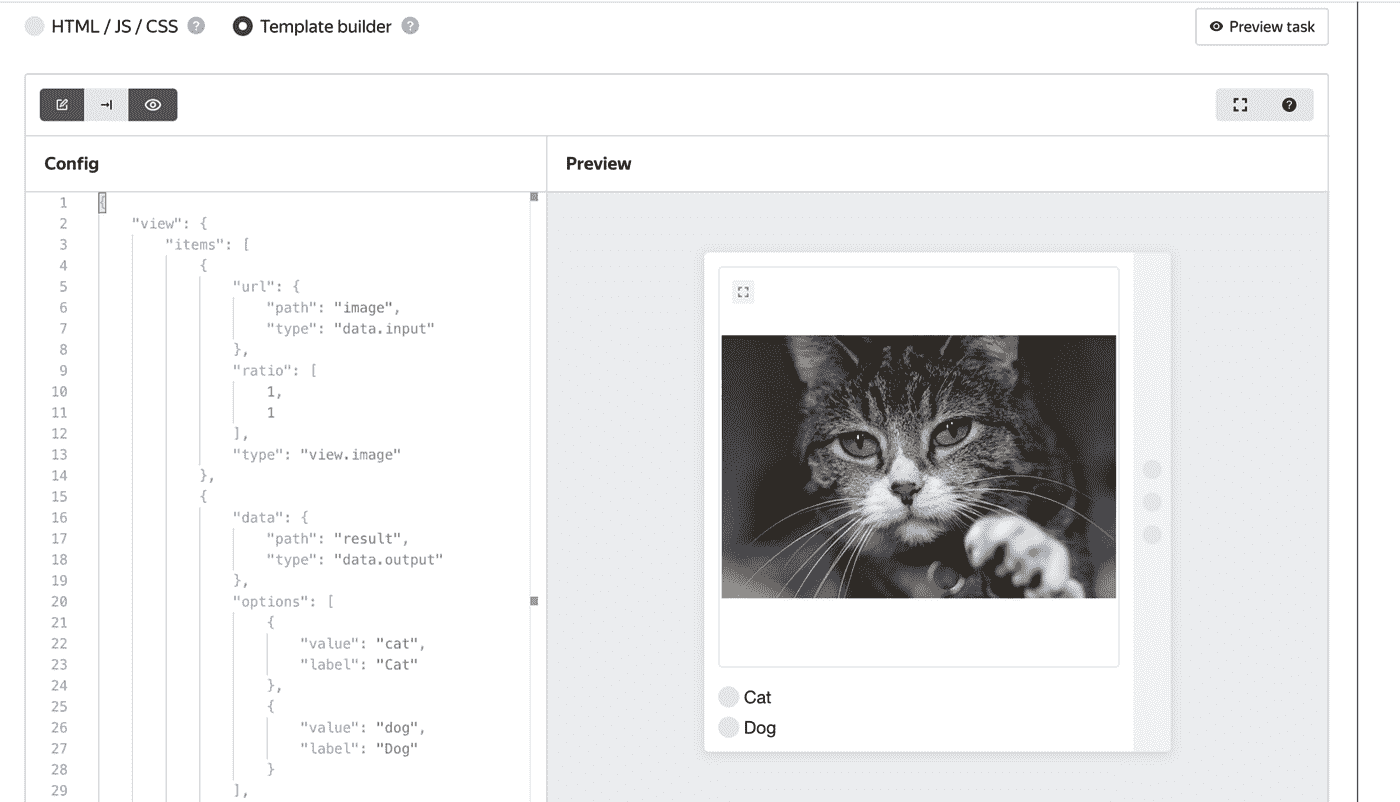 HTML / JS / CSS ? Template builder ? Preview task
?
Config Preview
1 {
2 "view": {
3 "items": [
4 {
5 "url": {
6 "path": "image",
7 "type": "data.input"
8 },
9 "ratio": [
10 1,
11 1
12 ],
13 "type": "view.image"
14 },
15 {
16 "data": {
17 "path": "result",
18 "type": "data.output"
19 },
20 "options": [
21 {
22 "value": "cat",
23 "label": "Cat"
24 },
25 {
26 "value": "dog",
27 "label": "Dog"
28 }
29 ],
Cat
Dog